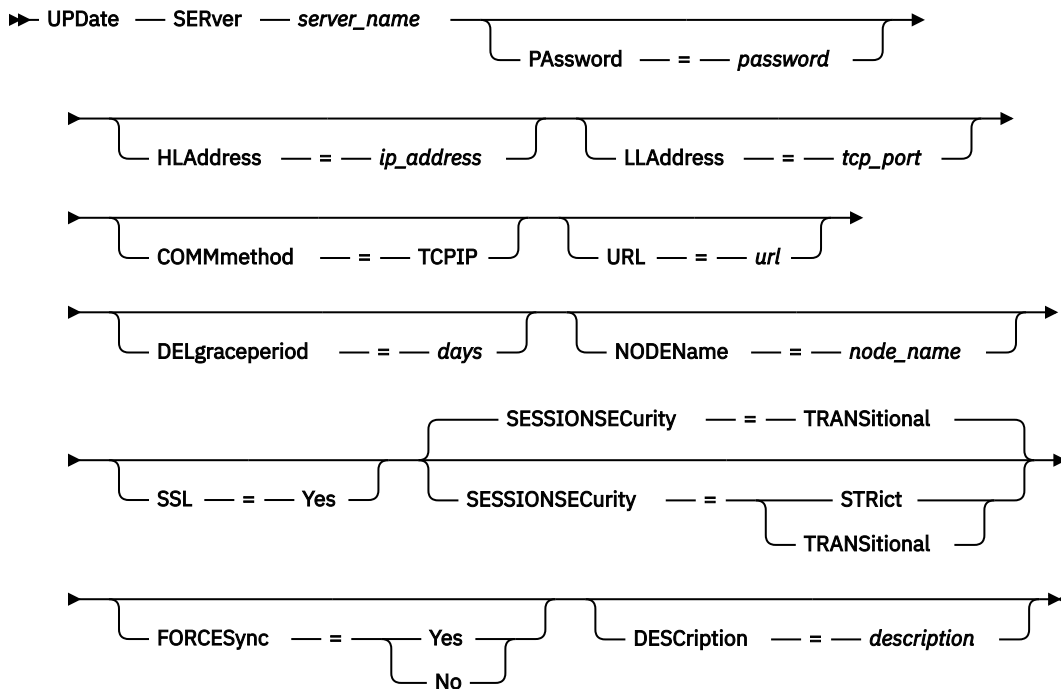 UPDate SERver server_name
PAssword = password
HLAddress = ip_address LLAddress = tcp_port
COMMmethod = TCPIP URL = url
DELgraceperiod = days NODEName = node_name
SESSIONSECurity = TRANSitional
SSL = Yes SESSIONSECurity = STRict
TRANSitional
FORCESync = Yes DESCription = description
No